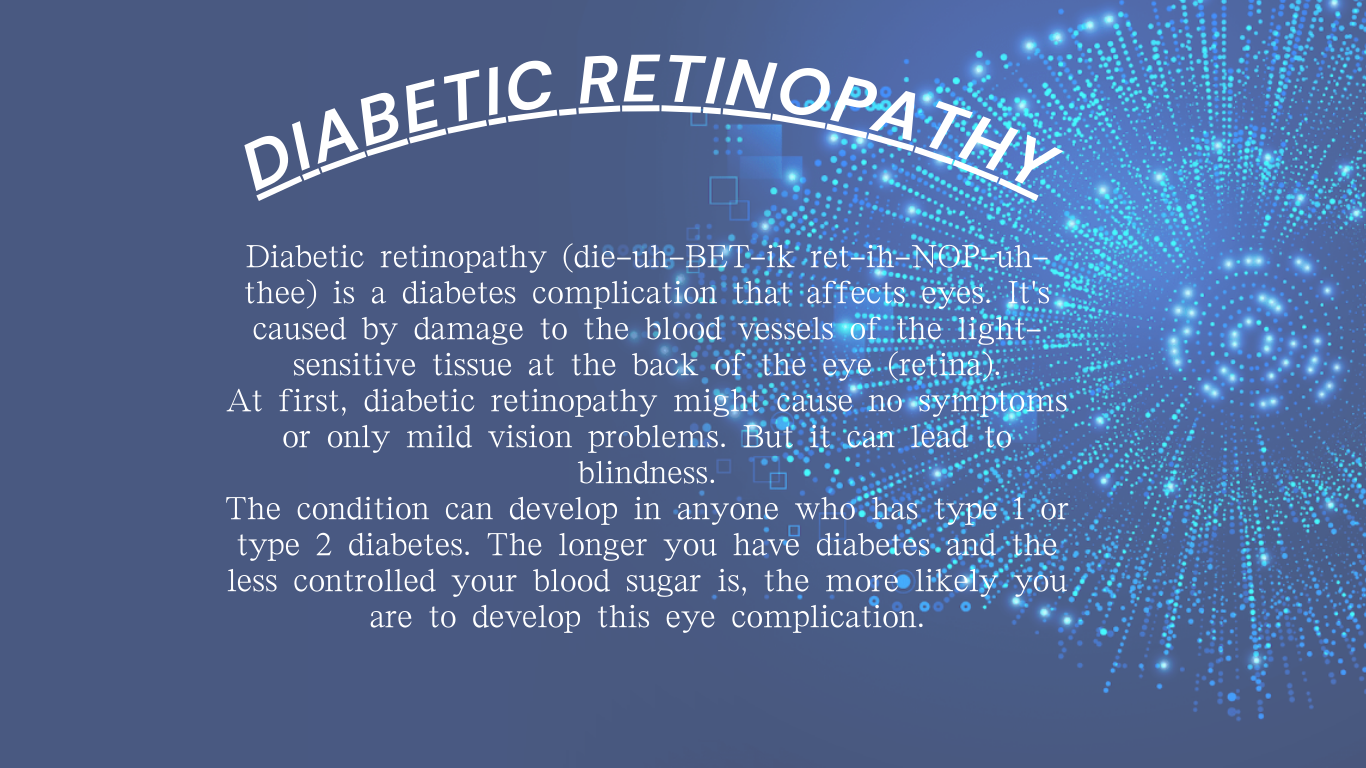 DIABETIC RETINOPATHY
Diabetic retinopathy (die-uh-BET-ik ret-ih-NOP-uh-
thee) is a diabetes complication that affects eyes. It's
caused by damage to the blood vessels of the light-
sensitive tissue at the back of the eye (retina).
At first, diabetic retinopathy might cause no symptoms
or only mild vision problems. But it can lead to
blindness.
The condition can develop in anyone who has type 1 or
type 2 diabetes. The longer you have diabetes and the
less controlled your blood sugar is, the more likely you
are to develop this eye complication.